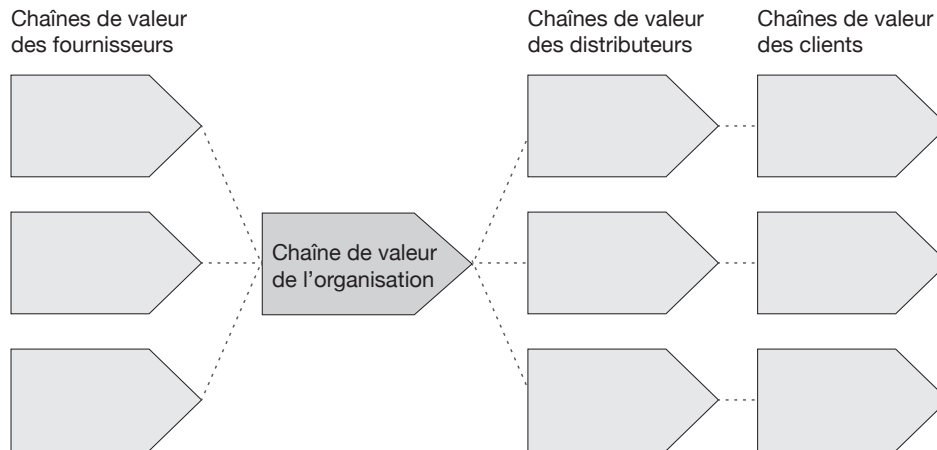 Chaînes de valeur
des fournisseurs
Chaînes de valeur
des distributeurs
Chaînes de valeur
des clients
Chaîne de valeur
de l’organisation